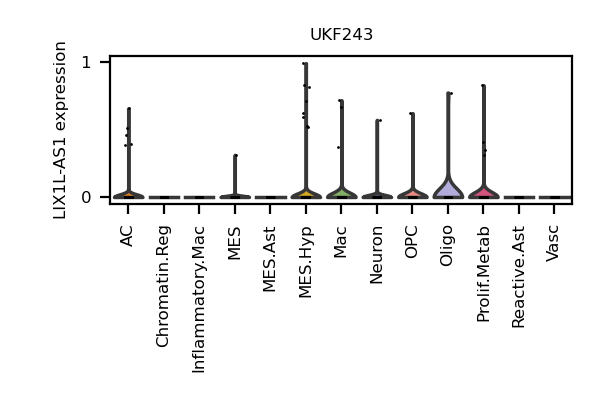 UKF243
LIX1L-AS1 expression
1
0
AC
Chromatin.Reg
Inflammatory.Mac
MES
MES.Ast
MES.Hyp
Mac
Neuron
OPC
Oligo
Prolif.Metab
Reactive.Ast
Vasc